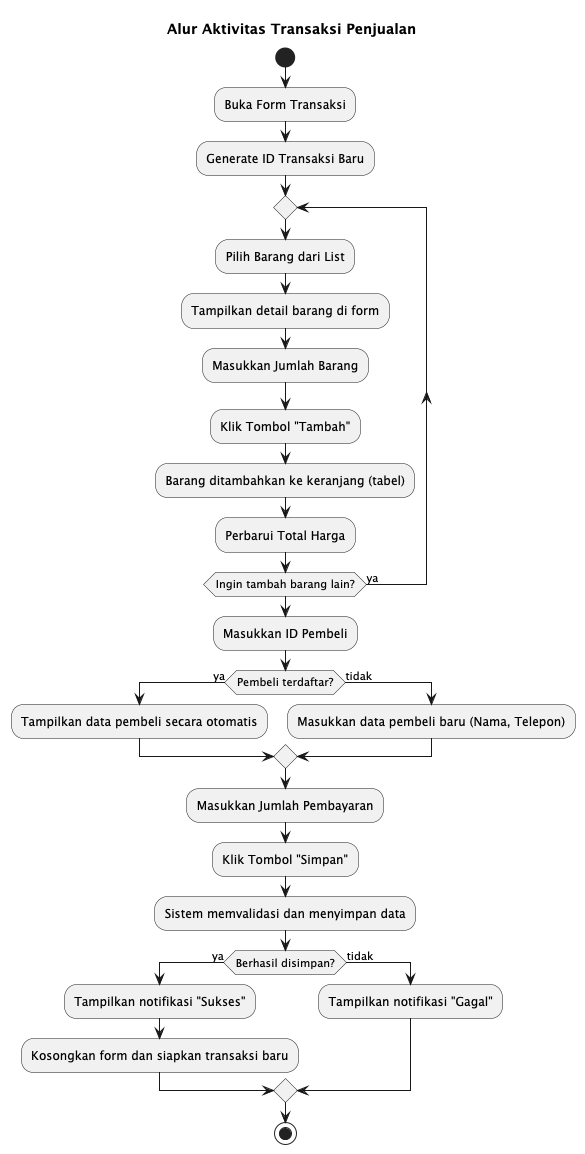 Alur Aktivitas Transaksi Penjualan
Buka Form Transaksi
Generate ID Transaksi Baru
Pilih Barang dari List
Tampilkan detail barang di form
Masukkan Jumlah Barang
Klik Tombol "Tambah"
Barang ditambahkan ke keranjang (tabel)
Perbarui Total Harga
Ingin tambah barang lain?
ya
Masukkan ID Pembeli
ya
Pembeli terdaftar?
tidak
Tampilkan data pembeli secara otomatis
Masukkan data pembeli baru (Nama, Telepon)
Masukkan Jumlah Pembayaran
Klik Tombol "Simpan"
Sistem memvalidasi dan menyimpan data
ya
Berhasil disimpan?
tidak
Tampilkan notifikasi "Sukses"
Tampilkan notifikasi "Gagal"
Kosongkan form dan siapkan transaksi baru